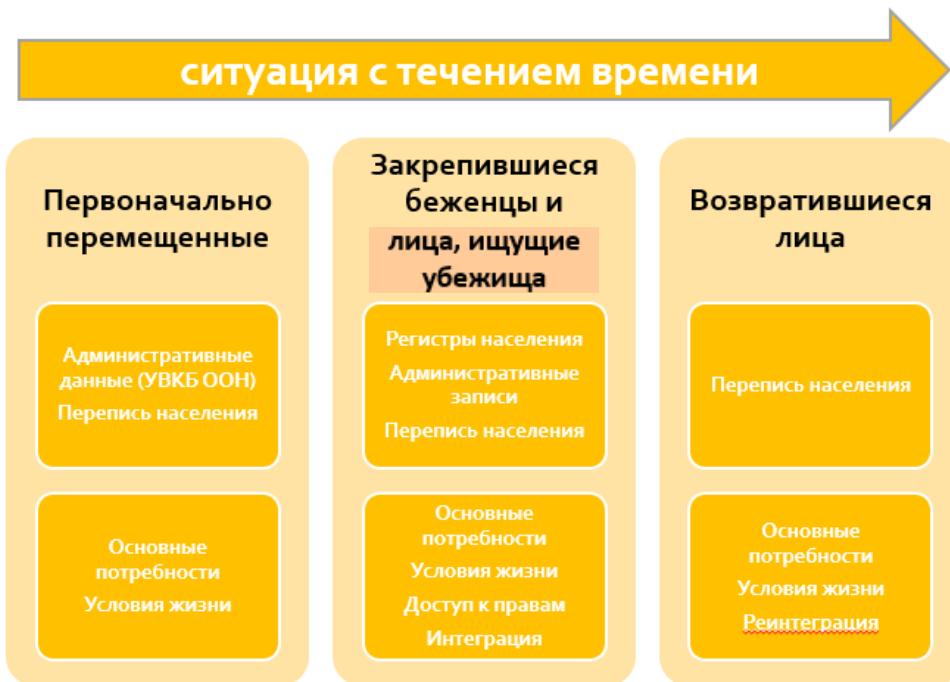 ситуация с течением времени
Первоначально
перемещенные
Административные
данные (УВКБ ООН)
Перепись населения
Основные
потребности
Условия жизни
Закрепившиеся
беженцы и
лица, ищущие
убежища
Регистры населения
Административные
записи
Перепись населения
Основные
потребности
Условия жизни
Доступ к правам
Интеграция
Возвратившиеся
лица
Перепись населения
Основные
потребности
Условия жизни
Реинтеграция